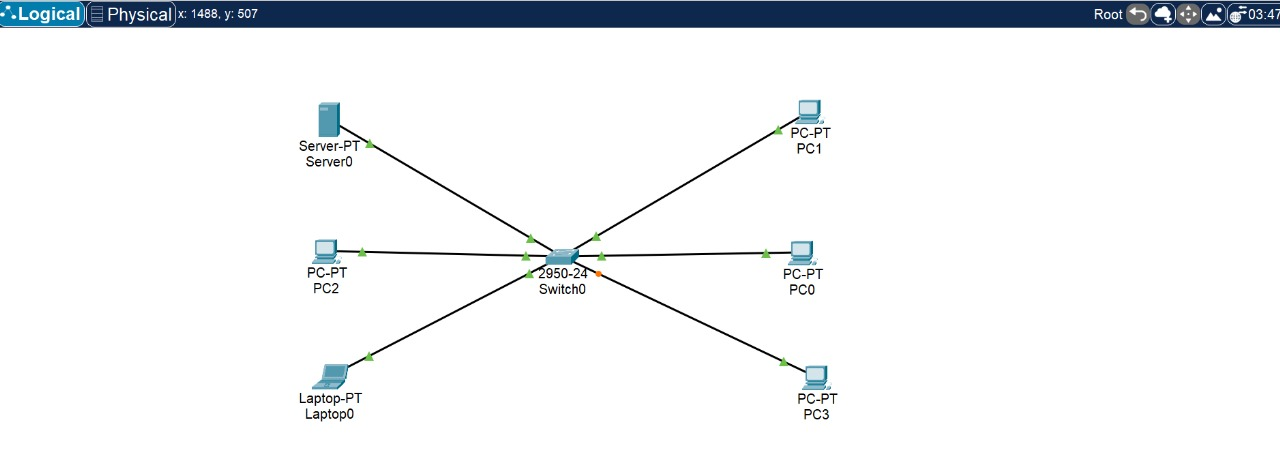 Logical Physical x: 1488, y: 507 Root 03:47
Server-PT
Server0
PC-PT
PC1
PC-PT
PC2
2950-24
Switch0
PC-PT
PC0
Laptop-PT
Laptop0
PC-PT
PC3